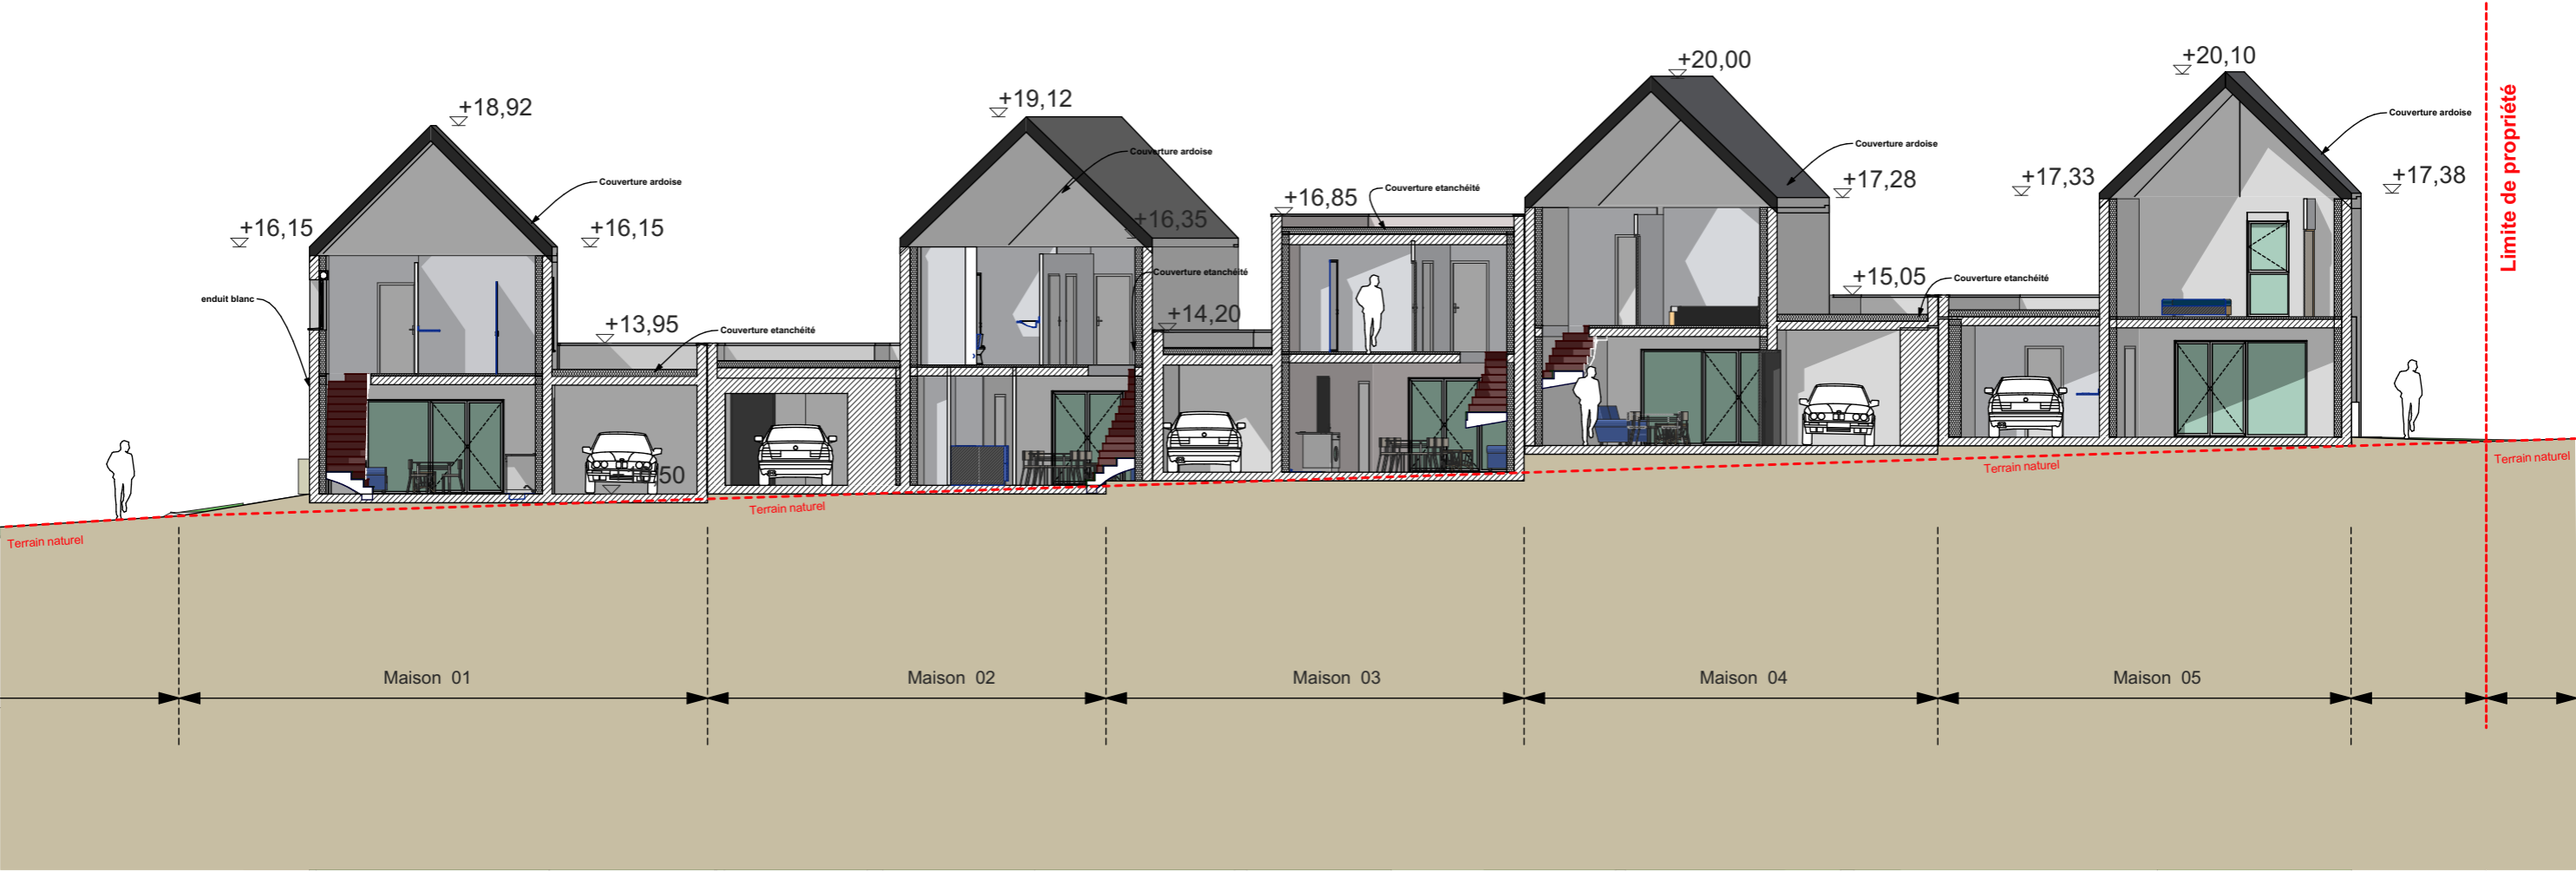 +20,00
+20,10
Limite de propriété
+18,92
+19,12
Couverture ardoise
Couverture ardoise
Couverture ardoise
Couverture ardoise
+17,28
+17,33
+17,38
+16,15
+16,15
+16,35
+16,85
Couverture etanchéité
Couverture etanchéité
+15,05
Couverture etanchéité
enduit blanc
+13,95
Couverture etanchéité
+14,20
50
Terrain naturel
Terrain naturel
Terrain naturel
Terrain naturel
Maison 01
Maison 02
Maison 03
Maison 04
Maison 05